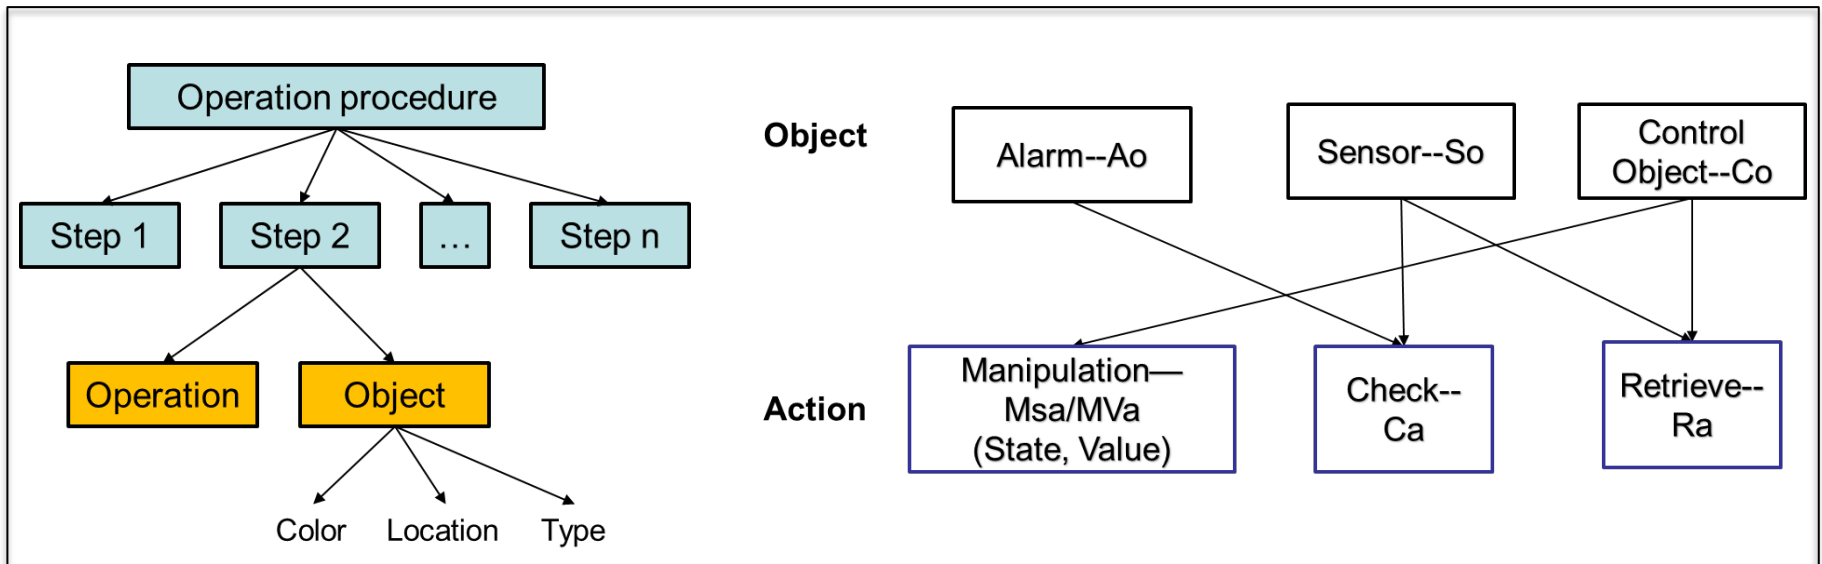 Operation procedure
Step 1
Step 2
...
Step n
Operation
Object
Color
Location
Type
Object
Alarm--Ao
Sensor--So
Control
Object--Co
Action
Manipulation—
Msa/MVa
(State, Value)
Check--
Ca
Retrieve--
Ra